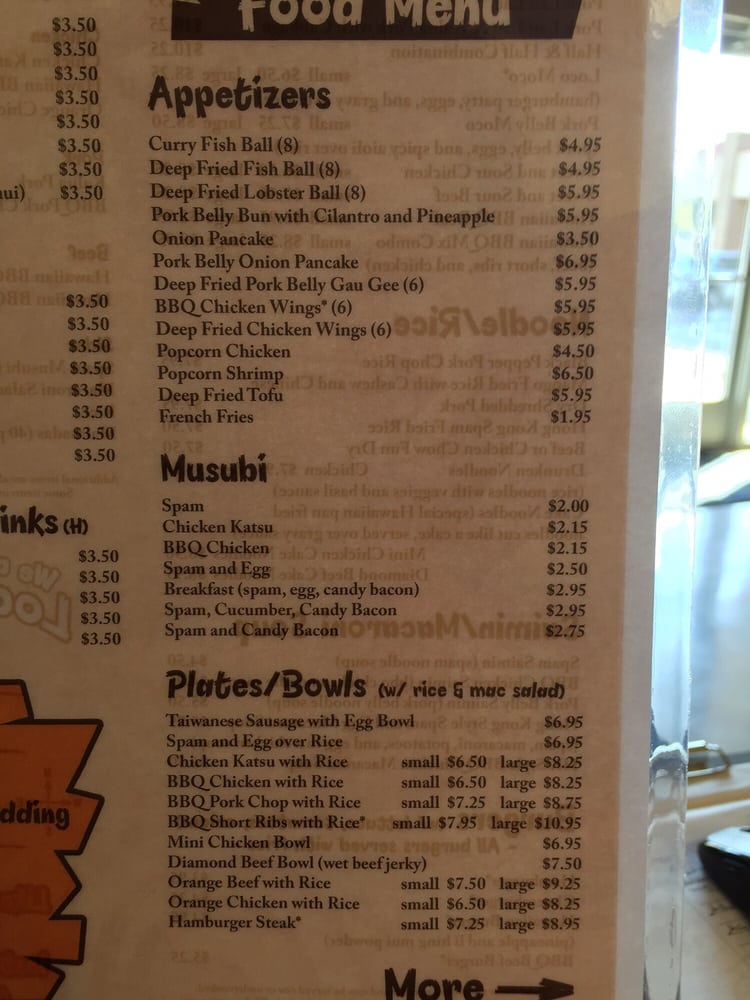 Food Menu
$3.50
$3.50
$3.50
$3.50
$3.50
$3.50
$3.50
ui) $3.50
$3.50
$3.50
$3.50
$3.50
$3.50
$3.50
$3.50
$3.50
inks (H)
$3.50
$3.50
$3.50
$3.50
$3.50
dding
Appetizers
Curry Fish Ball (8) $4.95
Deep Fried Fish Ball (8) $4.95
Deep Fried Lobster Ball (8) $5.95
Pork Belly Bun with Cilantro and Pineapple $5.95
Onion Pancake $3.50
Pork Belly Onion Pancake $6.95
Deep Fried Pork Belly Gau Gee (6) $5.95
BBQ Chicken Wings* (6) $5.95
Deep Fried Chicken Wings (6) $5.95
Popcorn Chicken $4.50
Popcorn Shrimp $6.50
Deep Fried Tofu $5.95
French Fries $1.95
Musubi
Spam $2.00
Chicken Katsu $2.15
BBQ Chicken $2.15
Spam and Egg $2.50
Breakfast (spam, egg, candy bacon) $2.95
Spam, Cucumber, Candy Bacon $2.95
Spam and Candy Bacon $2.75
Plates/Bowls (w/ rice & mac salad)
Taiwanese Sausage with Egg Bowl $6.95
Spam and Egg over Rice $6.95
Chicken Katsu with Rice small $6.50 large $8.25
BBQ Chicken with Rice small $6.50 large $8.25
BBQ Pork Chop with Rice small $7.25 large $8.75
BBQ Short Ribs with Rice* small $7.95 large $10.95
Mini Chicken Bowl $6.95
Diamond Beef Bowl (wet beef jerky) $7.50
Orange Beef with Rice small $7.50 large $9.25
Orange Chicken with Rice small $6.50 large $8.25
Hamburger Steak* small $7.25 large $8.95
More